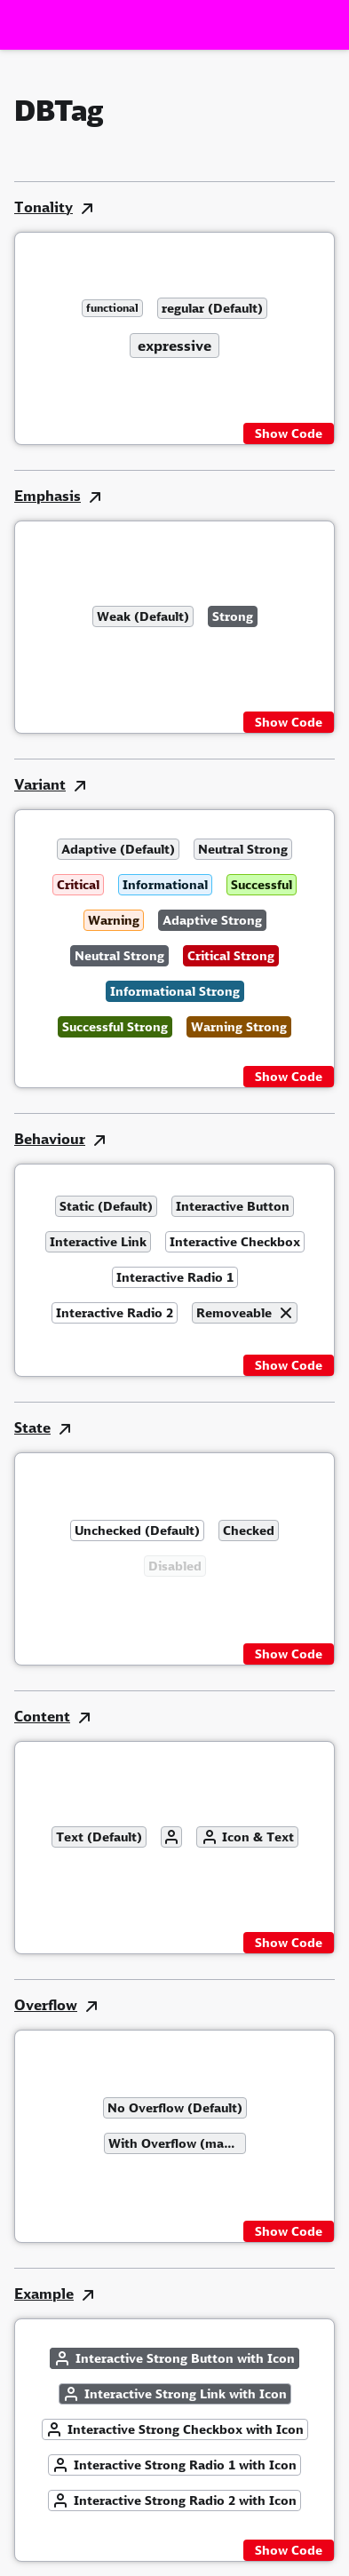 DBTag
Tonality
functional regular (Default)
expressive
Show Code
Emphasis
Weak (Default) Strong
Show Code
Variant
Adaptive (Default) Neutral Strong
Critical Informational Successful
Warning Adaptive Strong
Neutral Strong Critical Strong
Informational Strong
Successful Strong Warning Strong
Show Code
Behaviour
Static (Default) Interactive Button
Interactive Link Interactive Checkbox
Interactive Radio 1
Interactive Radio 2 Removeable
Show Code
State
Unchecked (Default) Checked
Disabled
Show Code
Content
Text (Default) Icon & Text
Show Code
Overflow
No Overflow (Default)
With Overflow (ma...
Show Code
Example
Interactive Strong Button with Icon
Interactive Strong Link with Icon
Interactive Strong Checkbox with Icon
Interactive Strong Radio 1 with Icon
Interactive Strong Radio 2 with Icon
Show Code